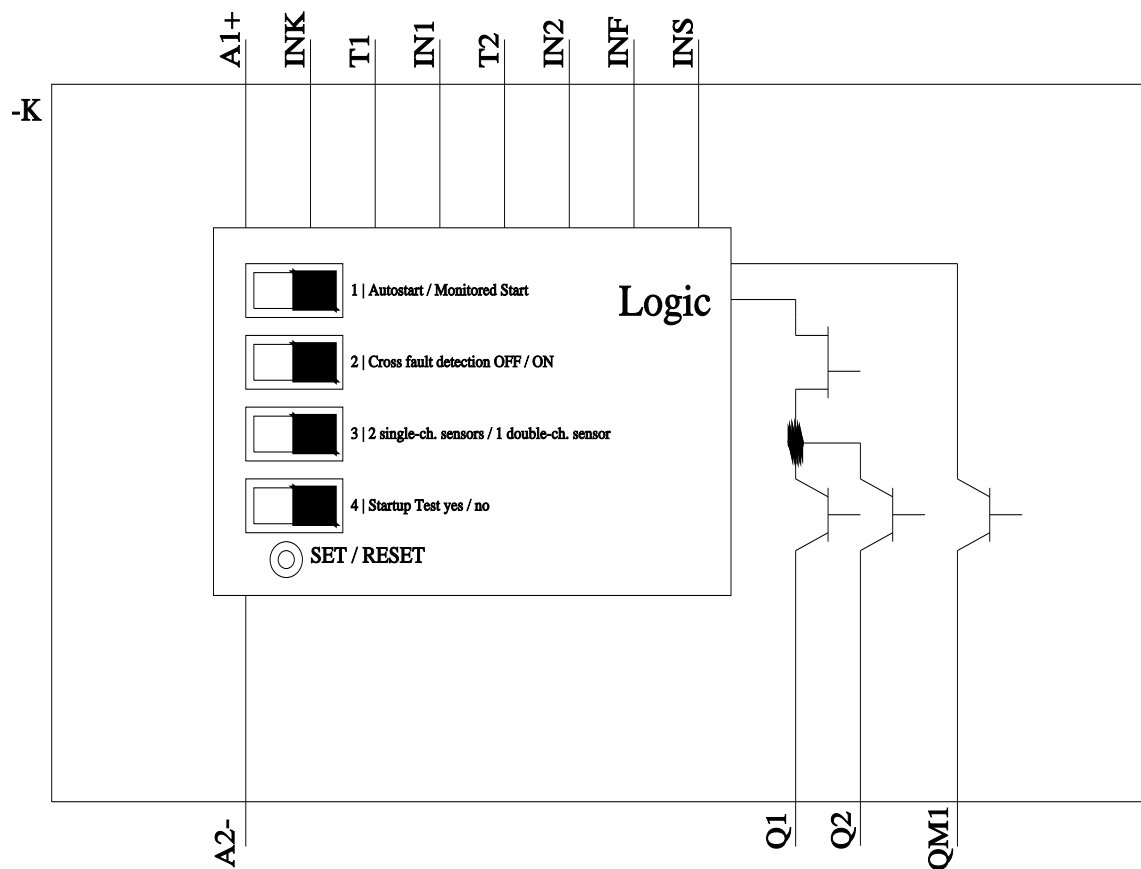 A1+
INK
T1
IN1
T2
IN2
INF
INS
-K
1 | Autostart / Monitored Start
Logic
2 | Cross fault detection OFF / ON
3 | 2 single-ch. sensors / 1 double-ch. sensor
4 | Startup Test yes / no
SET / RESET
A2-
Q1
Q2
QM1